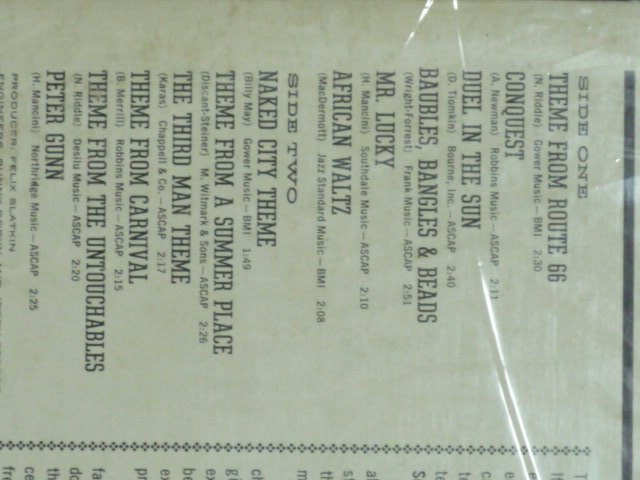 SIDE ONE
THEME FROM ROUTE 66
(N. Riddle) Gower Music—BMI 2:30
CONQUEST
(A. Newman) Robbins Music—ASCAP 2:11
DUEL IN THE SUN
(D. Tiomkin) Bourne, Inc.—ASCAP 2:40
BAUBLES, BANGLES & BEADS
(Wright-Forrest) Frank Music—ASCAP 2:51
MR. LUCKY
(H. Mancini) Southdale Music—ASCAP 2:10
AFRICAN WALTZ
(MacDermott) Jazz Standard Music—BMI 2:08
SIDE TWO
NAKED CITY THEME
(Billy May) Gower Music—BMI 1:49
THEME FROM A SUMMER PLACE
(Discant-Steiner) M. Witmark & Sons—ASCAP 2:26
THE THIRD MAN THEME
(Karas) Chappell & Co.—ASCAP 2:17
THEME FROM CARNIVAL
(B. Merrill) Robbins Music—ASCAP 2:15
THEME FROM THE UNTOUCHABLES
(N. Riddle) Desilu Music—ASCAP 2:20
PETER GUNN
(H. Mancini) Northridge Music—ASCAP 2:25
PRODUCER: FELIX SLATKIN